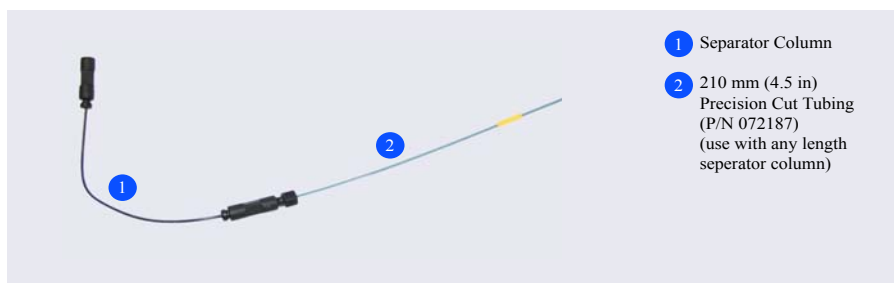 1 Separator Column
2 210 mm (4.5 in)
Precision Cut Tubing
(P/N 072187)
(use with any length
seperator column)
2
1